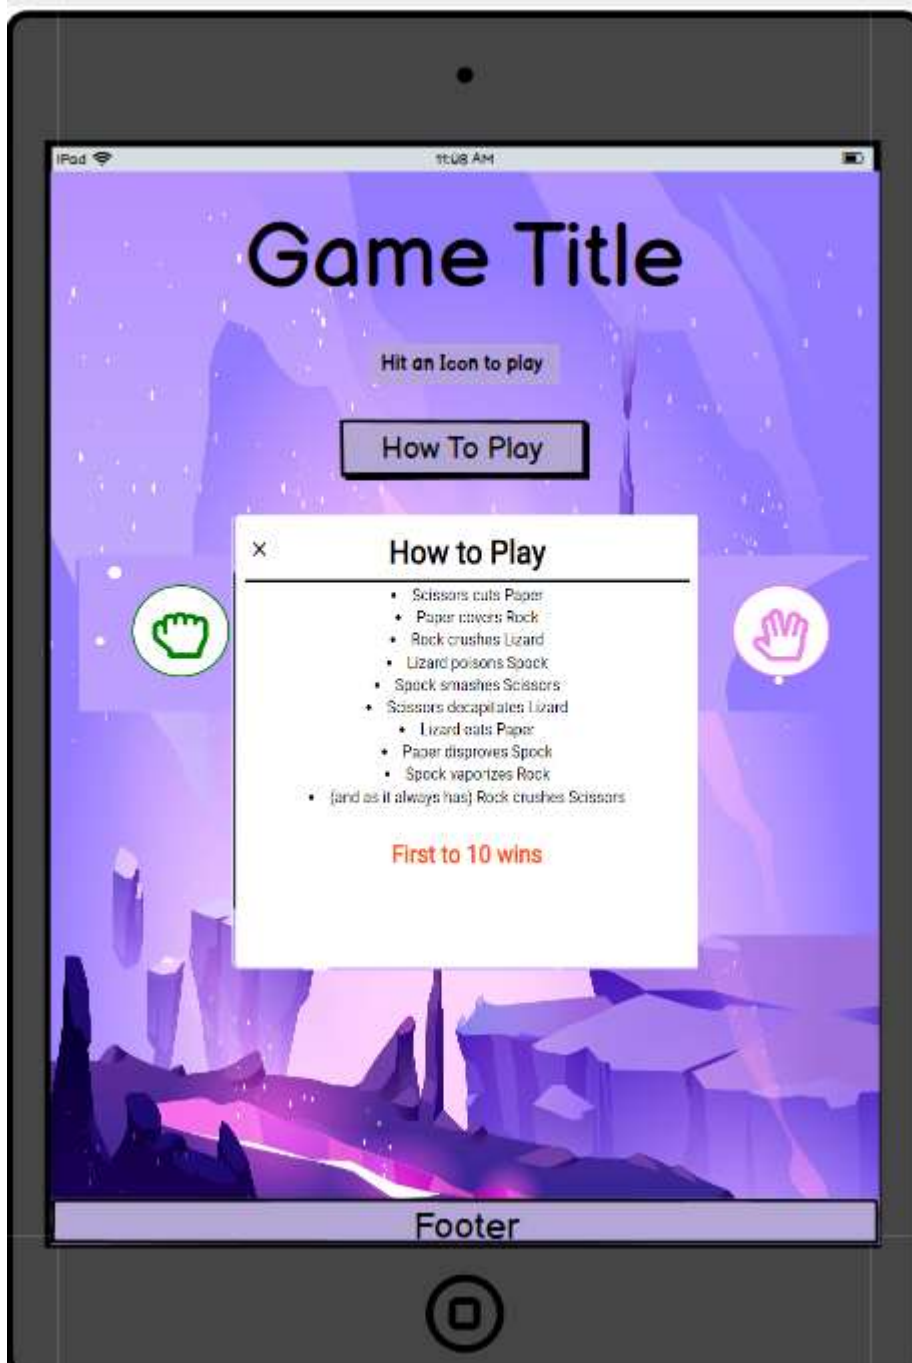 iPad
11:08 AM
Game Title
Hit an Icon to play
How To Play
× How to Play
• Scissors cuts Paper
• Paper covers Rock
• Rock crushes Lizard
• Lizard poisons Spock
• Spock smashes Scissors
• Scissors decapitates Lizard
• Lizard eats Paper
• Paper disproves Spock
• Spock vaporizes Rock
• (and as it always has) Rock crushes Scissors
First to 10 wins
Footer